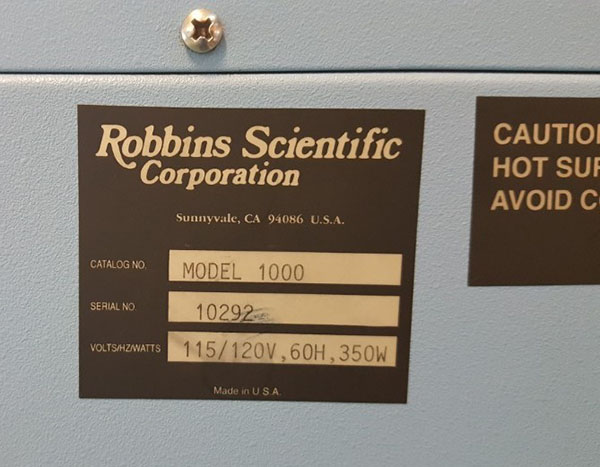 Robbins Scientific
Corporation
Sunnyvale, CA 94086 U.S.A.
CATALOG NO. MODEL 1000
SERIAL NO. 10292
VOLTS/HZ/WATTS 115/120V,60H,350W
Made in U S A.
CAUTIO
HOT SUR
AVOID C